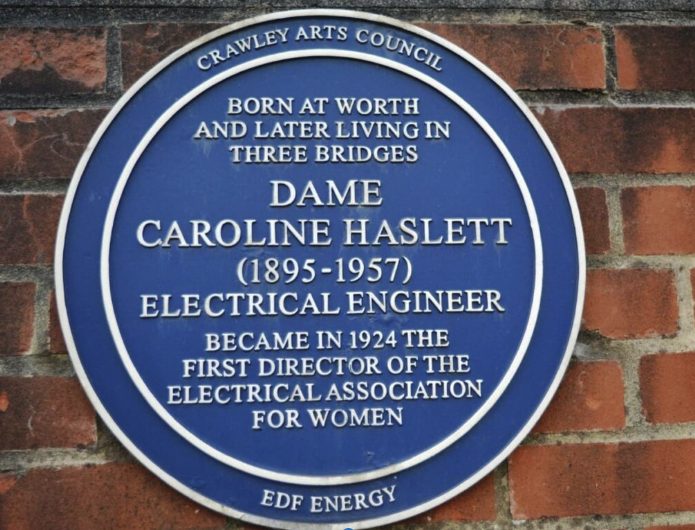 CRAWLEY ARTS COUNCIL
BORN AT WORTH
AND LATER LIVING IN
THREE BRIDGES
DAME
CAROLINE HASLETT
(1895-1957)
ELECTRICAL ENGINEER
BECAME IN 1924 THE
FIRST DIRECTOR OF THE
ELECTRICAL ASSOCIATION
FOR WOMEN
EDF ENERGY